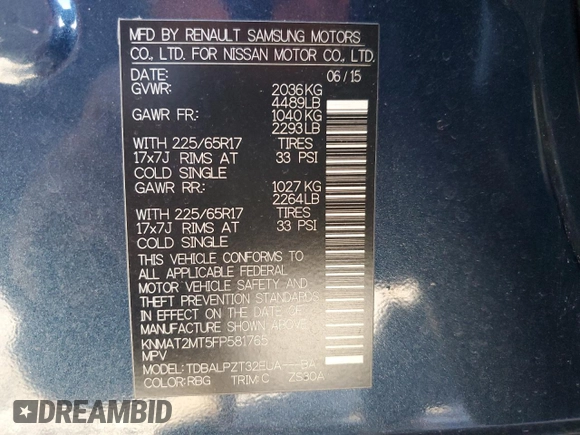 MFD BY RENAULT SAMSUNG MOTORS
CO., LTD. FOR NISSAN MOTOR CO., LTD.
DATE: 06/15
GVWR: 2036KG
4489LB
GAWR FR: 1040 KG
2293LB
WITH 225/65R17 TIRES
17x7J RIMS AT 33 PSI
COLD SINGLE
GAWR RR: 1027 KG
2264LB
WITH 225/65R17 TIRES
17x7J RIMS AT 33 PSI
COLD SINGLE
THIS VEHICLE CONFORMS TO
ALL APPLICABLE FEDERAL
MOTOR VEHICLE SAFETY AND
THEFT PREVENTION STANDARDS
IN EFFECT ON THE DATE OF
MANUFACTURE SHOWN ABOVE
KNMAT2MT5FP581765
MPV
MODEL: TDBALPZT32EUA---BA
COLOR: RBG TRIM: C ZS30A
DREAMBID